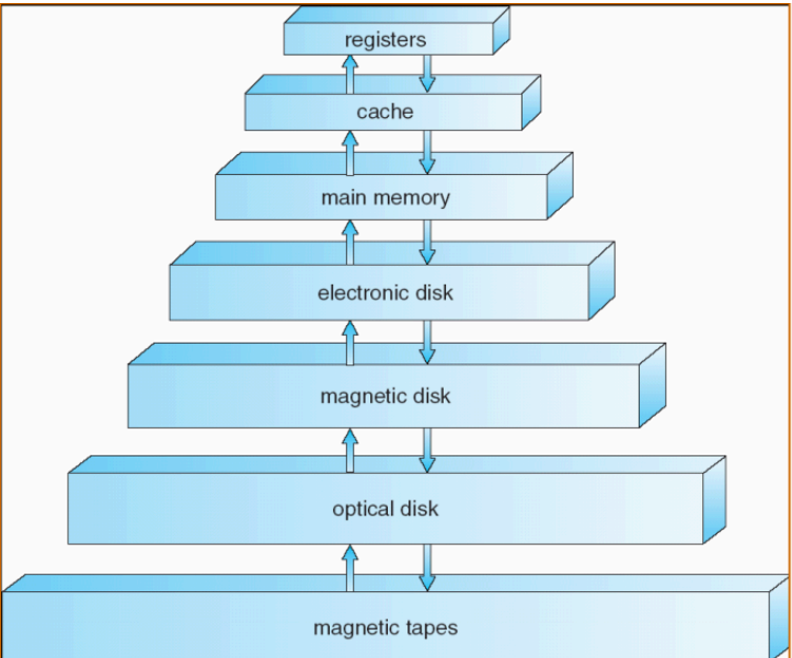 registers
cache
main memory
electronic disk
magnetic disk
optical disk
magnetic tapes